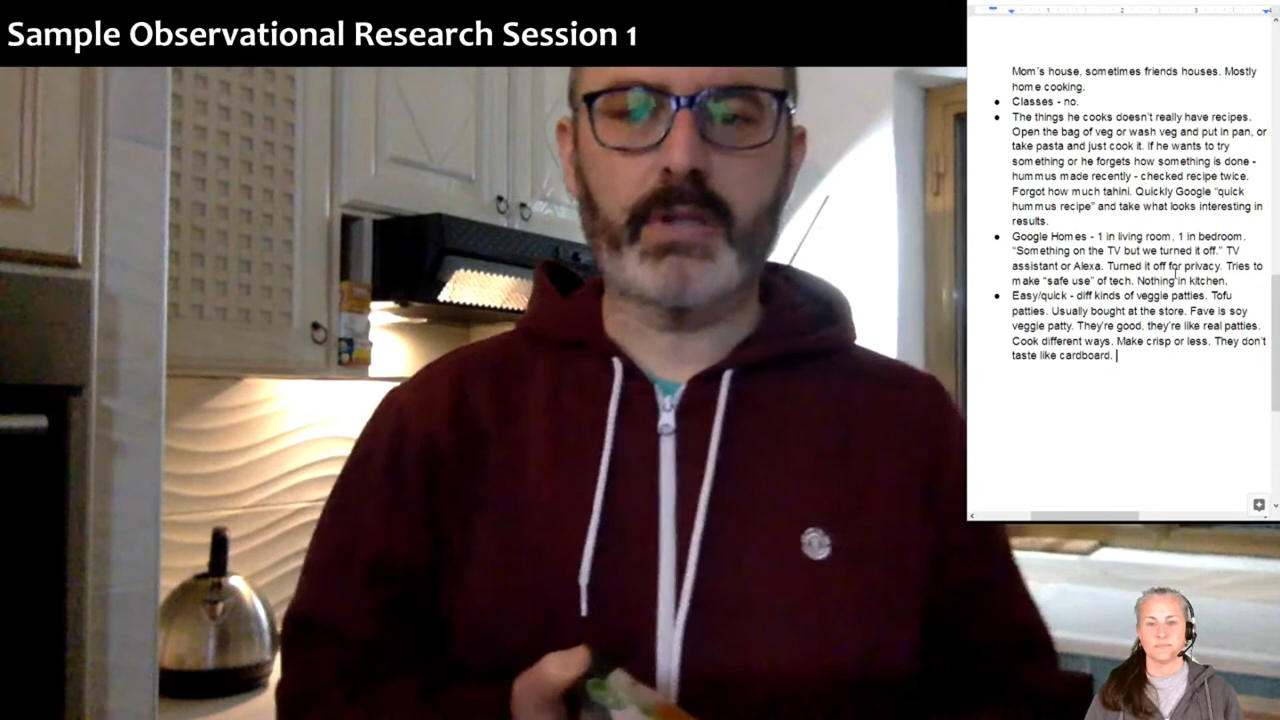 Sample Observational Research Session 1
Mom's house, sometimes friends houses. Mostly
home cooking.
Classes - no.
The things he cooks doesn't really have recipes.
Open the bag of veg or wash veg and put in pan, or
take pasta and just cook it. If he wants to try
something or he forgets how something is done -
hummus made recently - checked recipe twice.
Forgot how much tahini. Quickly Google "quick
hummus recipe" and take what looks interesting in
results.
Google Homes - 1 in living room, 1 in bedroom.
"Something on the TV but we turned it off." TV
assistant or Alexa. Turned it off for privacy. Tries to
make "safe use" of tech. Nothing in kitchen.
Easy/quick - diff kinds of veggie patties. Tofu
patties. Usually bought at the store. Fave is soy
veggie patty. They're good, they're like real patties.
Cook different ways. Make crisp or less. They don't
taste like cardboard.